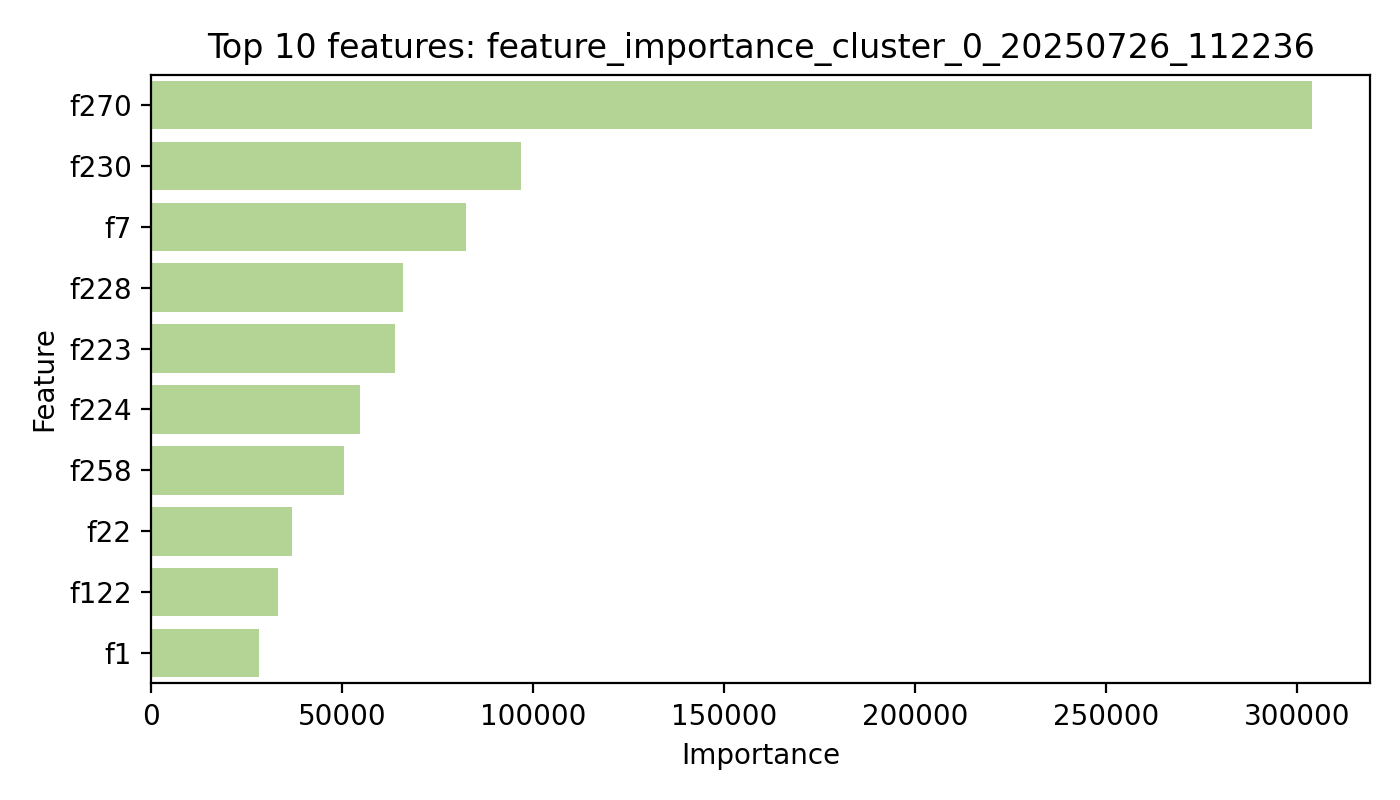 Top 10 features: feature_importance_cluster_0_20250726_112236
f270
f230
f7
f228
f223
f224
f258
f22
f122
f1
Feature
0 50000 100000 150000 200000 250000 300000
Importance